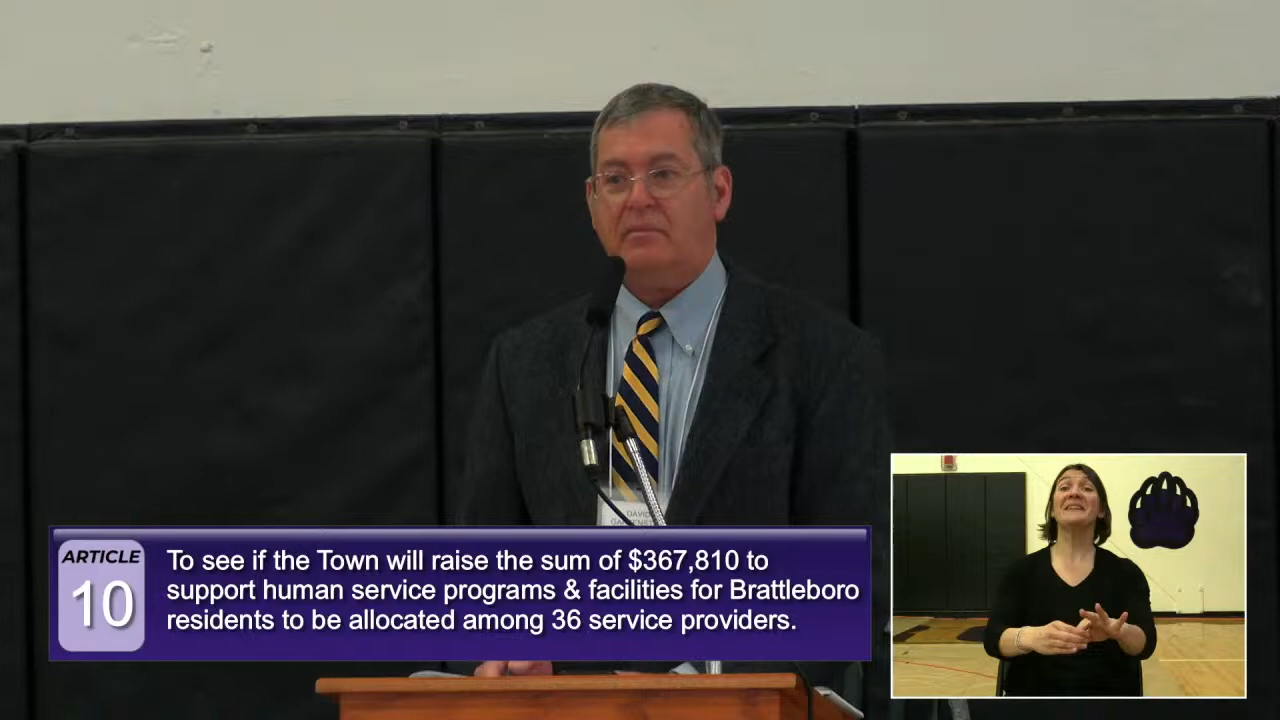 DAVID
ARTICLE
10
To see if the Town will raise the sum of $367,810 to
support human service programs & facilities for Brattleboro
residents to be allocated among 36 service providers.